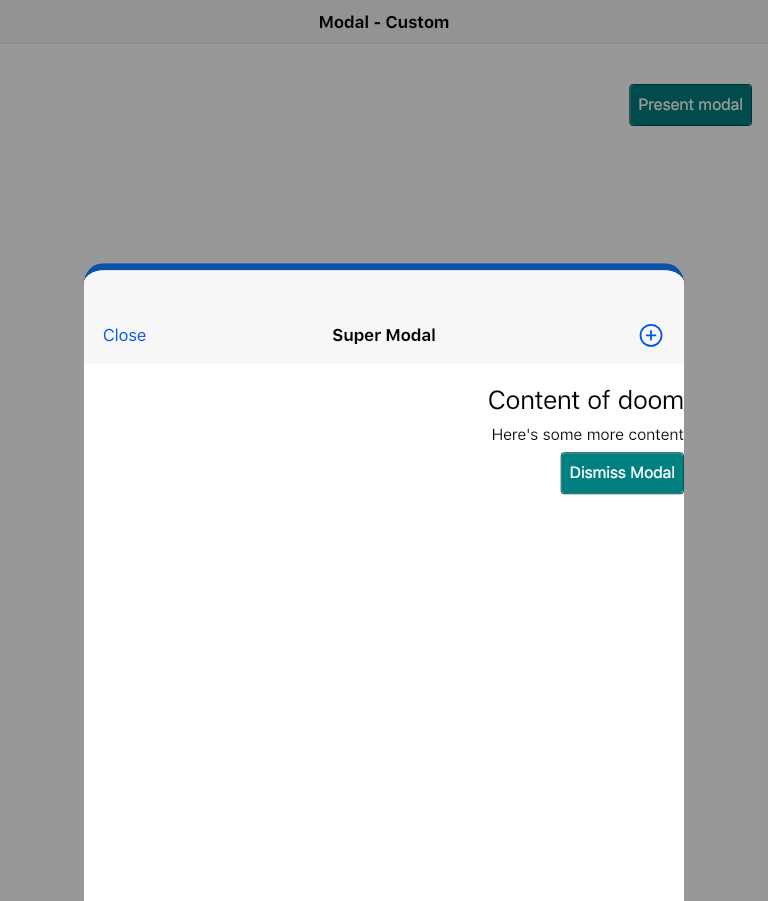 Modal - Custom
Present modal
Close
Super Modal
Content of doom
Here's some more content
Dismiss Modal